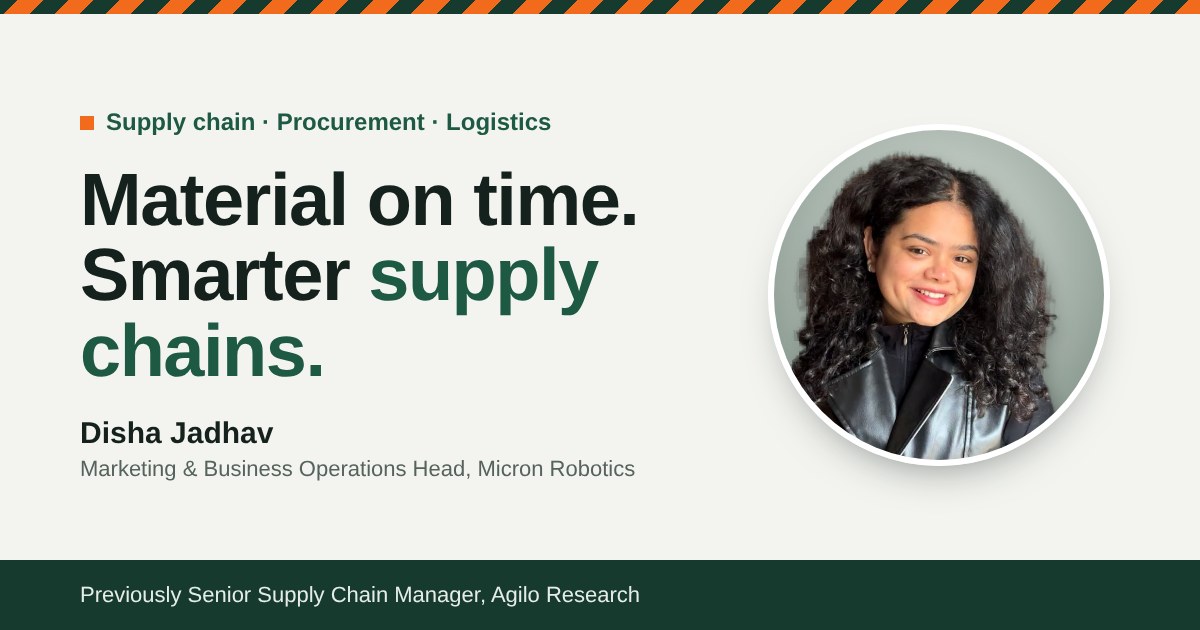 Supply chain · Procurement · Logistics
Material on time.
Smarter supply
chains.
Disha Jadhav
Marketing & Business Operations Head, Micron Robotics
Previously Senior Supply Chain Manager, Agilo Research